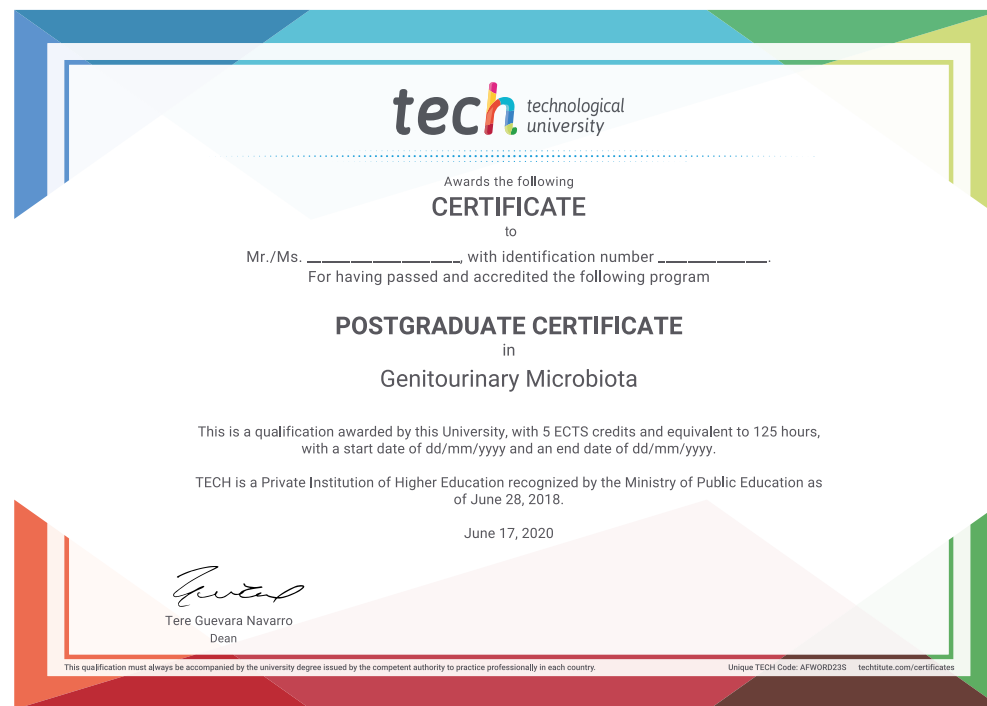 tech technological
university
Awards the following
CERTIFICATE
to
Mr./Ms. ____________________, with identification number ______________.
For having passed and accredited the following program
POSTGRADUATE CERTIFICATE
in
Genitourinary Microbiota
This is a qualification awarded by this University, with 5 ECTS credits and equivalent to 125 hours,
with a start date of dd/mm/yyyy and an end date of dd/mm/yyyy.
TECH is a Private Institution of Higher Education recognized by the Ministry of Public Education as
of June 28, 2018.
June 17, 2020
Tere Guevara Navarro
Dean
This qualification must always be accompanied by the university degree issued by the competent authority to practice professionally in each country.
Unique TECH Code: AFWORD23S techtitute.com/certificates